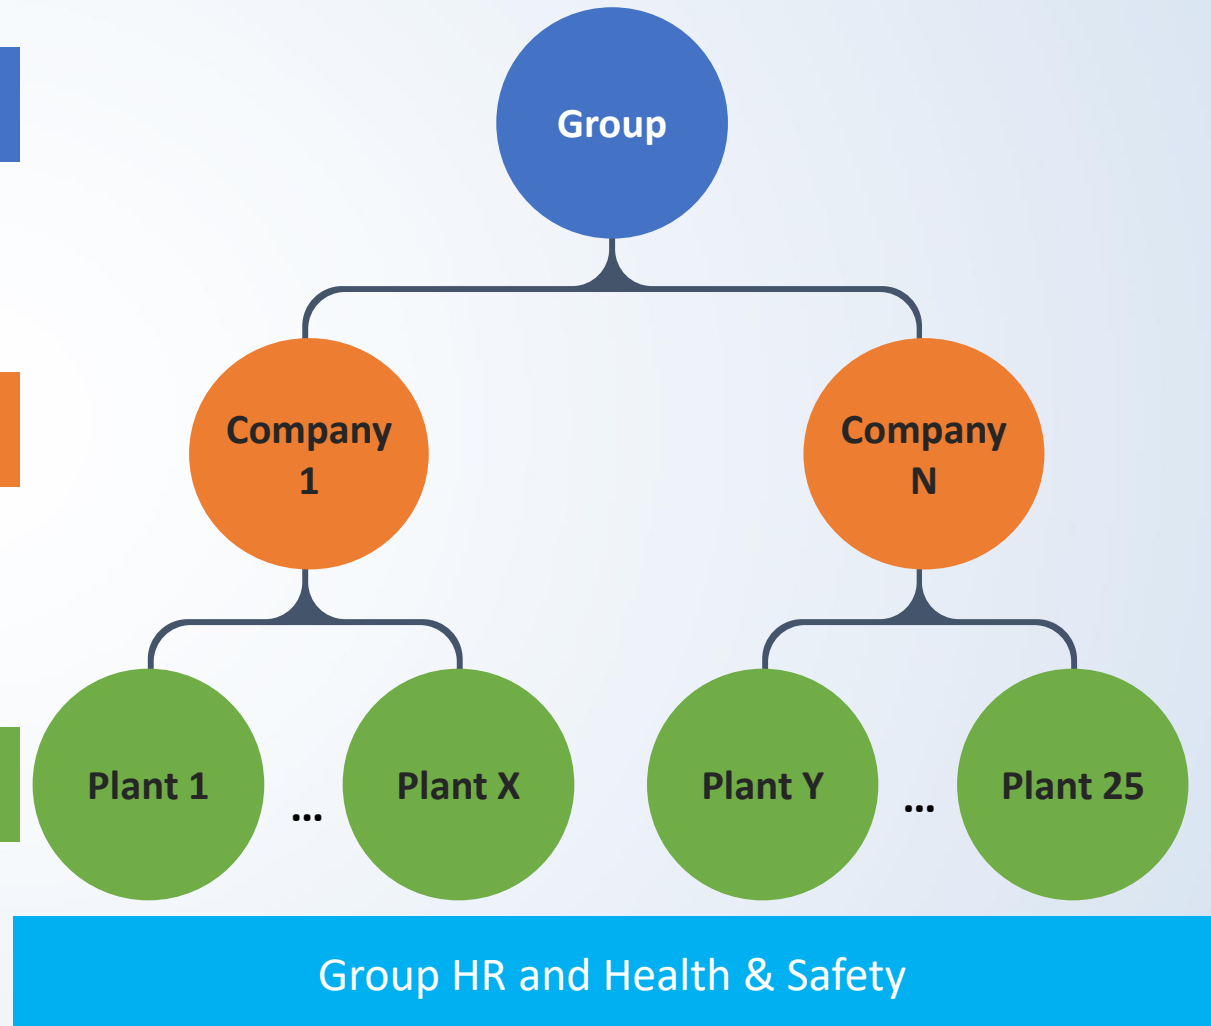 Group
Company
1
Company
N
Plant 1
...
Plant X
Plant Y
...
Plant 25
Group HR and Health & Safety